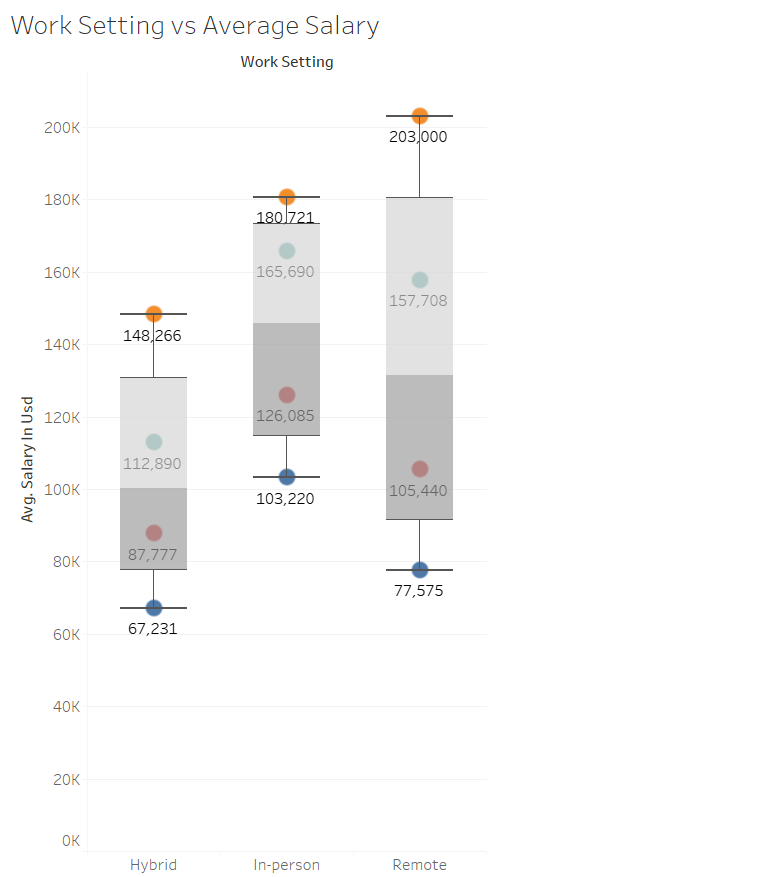 Work Setting vs Average Salary
Work Setting
Avg. Salary In Usd
200K
180K
160K
140K
120K
100K
80K
60K
40K
20K
0K
148,266
112,890
87,777
67,231
180,721
165,690
126,085
103,220
203,000
157,708
105,440
77,575
Hybrid
In-person
Remote